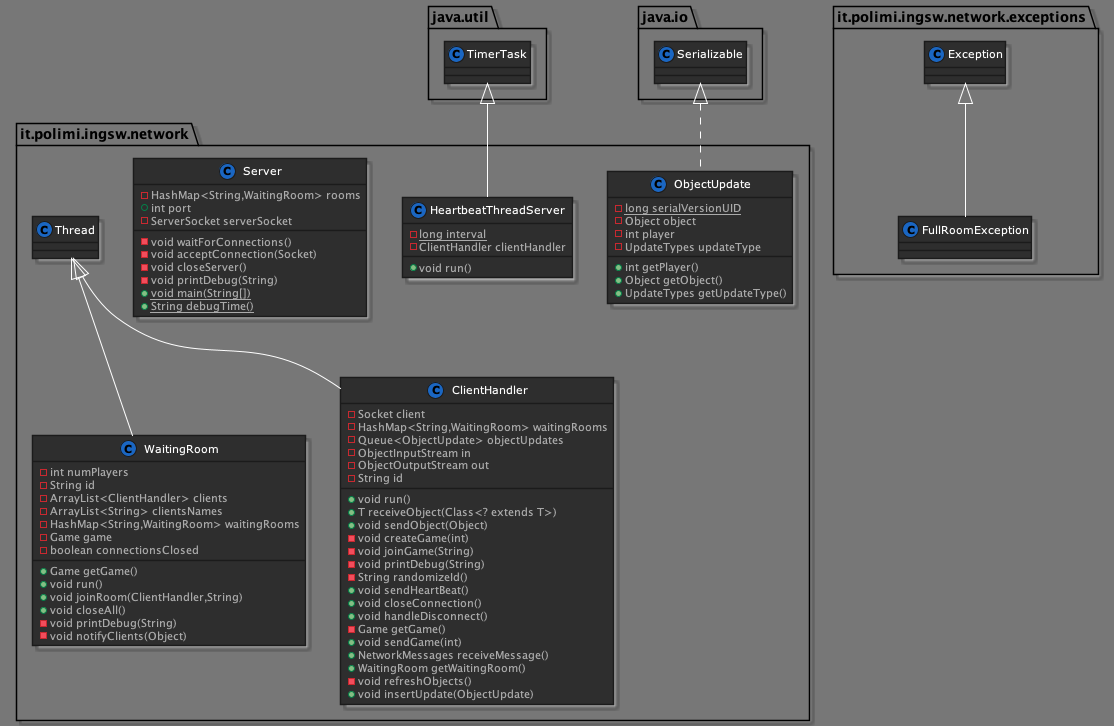 java.util
C TimerTask
java.io
C Serializable
it.polimi.ingsw.network.exceptions
C Exception
C FullRoomException
it.polimi.ingsw.network
C Thread
C Server
HashMap<String,WaitingRoom> rooms
int port
ServerSocket serverSocket
void waitForConnections()
void acceptConnection(Socket)
void closeServer()
void printDebug(String)
void main(String[])
String debugTime()
C HeartbeatThreadServer
long interval
ClientHandler clientHandler
void run()
C ObjectUpdate
long serialVersionUID
Object object
int player
UpdateTypes updateType
int getPlayer()
Object getObject()
UpdateTypes getUpdateType()
C WaitingRoom
int numPlayers
String id
ArrayList<ClientHandler> clients
ArrayList<String> clientsNames
HashMap<String,WaitingRoom> waitingRooms
Game game
boolean connectionsClosed
Game getGame()
void run()
void joinRoom(ClientHandler,String)
void closeAll()
void printDebug(String)
void notifyClients(Object)
C ClientHandler
Socket client
HashMap<String,WaitingRoom> waitingRooms
Queue<ObjectUpdate> objectUpdates
ObjectInputStream in
ObjectOutputStream out
String id
void run()
T receiveObject(Class<? extends T>)
void sendObject(Object)
void createGame(int)
void joinGame(String)
void printDebug(String)
String randomizeId()
void sendHeartBeat()
void closeConnection()
void handleDisconnect()
Game getGame()
void sendGame(int)
NetworkMessages receiveMessage()
WaitingRoom getWaitingRoom()
void refreshObjects()
void insertUpdate(ObjectUpdate)